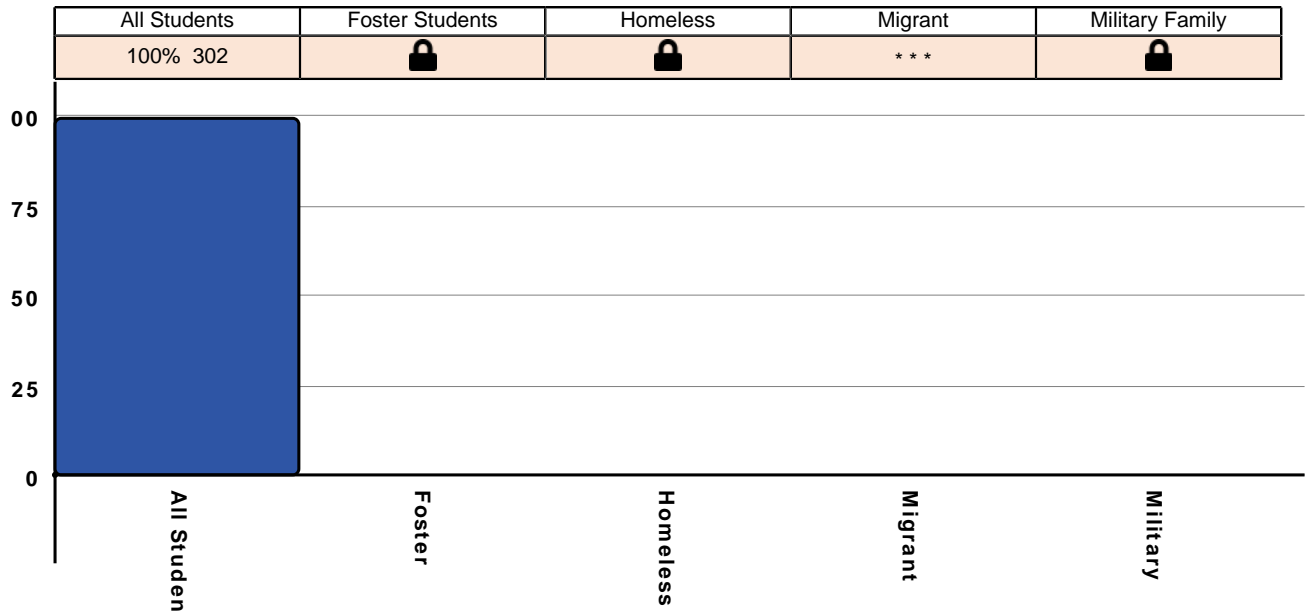 All Students Foster Students Homeless Migrant Military Family
100% 302 * * *
00
75
50
25
0
All Studen
Foster
Homeless
Migrant
Military